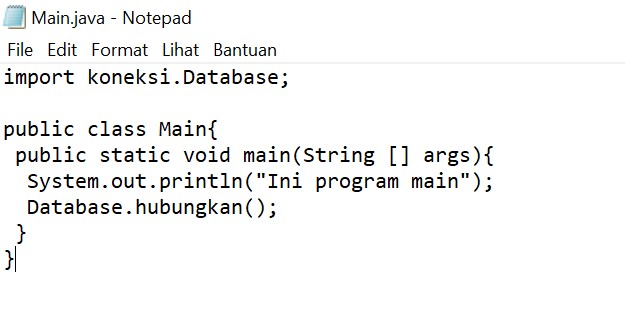 Main.java - Notepad
File Edit Format Lihat Bantuan
import koneksi.Database;

public class Main{
 public static void main(String [] args){
  System.out.println("Ini program main");
  Database.hubungkan();
 }
}